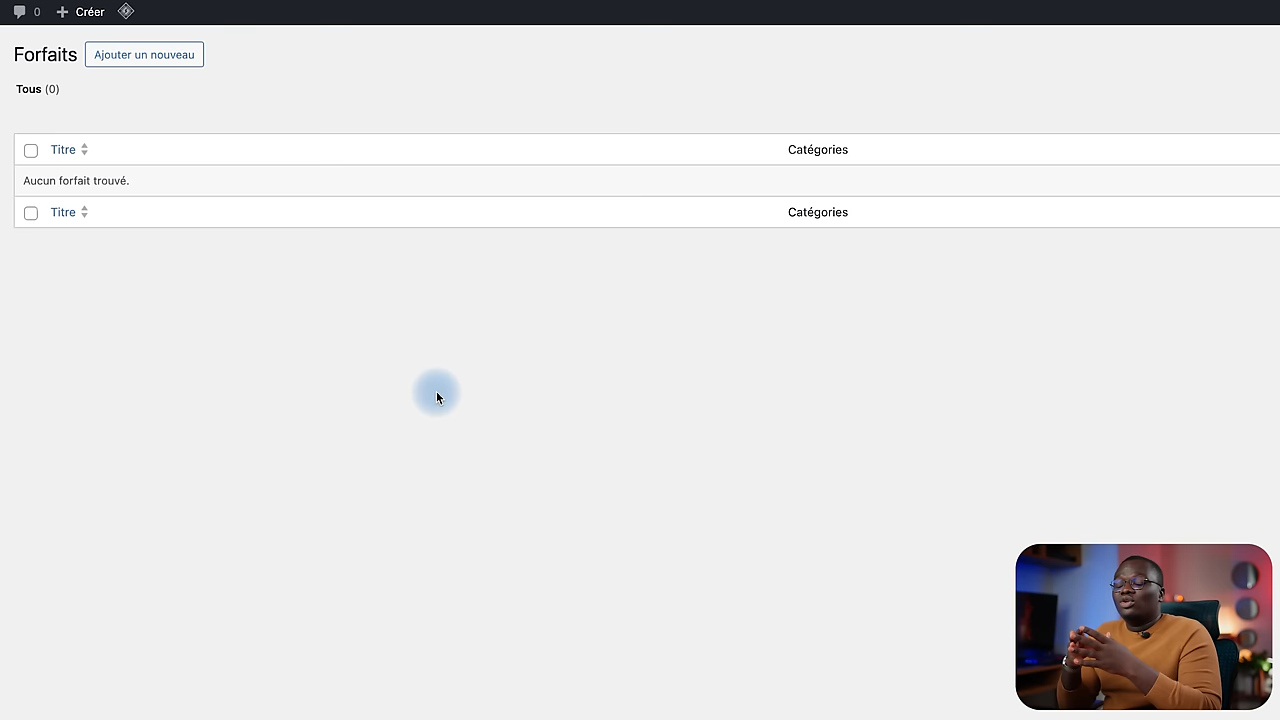 0 Créer
Forfaits Ajouter un nouveau
Tous (0)
Titre Catégories
Aucun forfait trouvé.
Titre Catégories